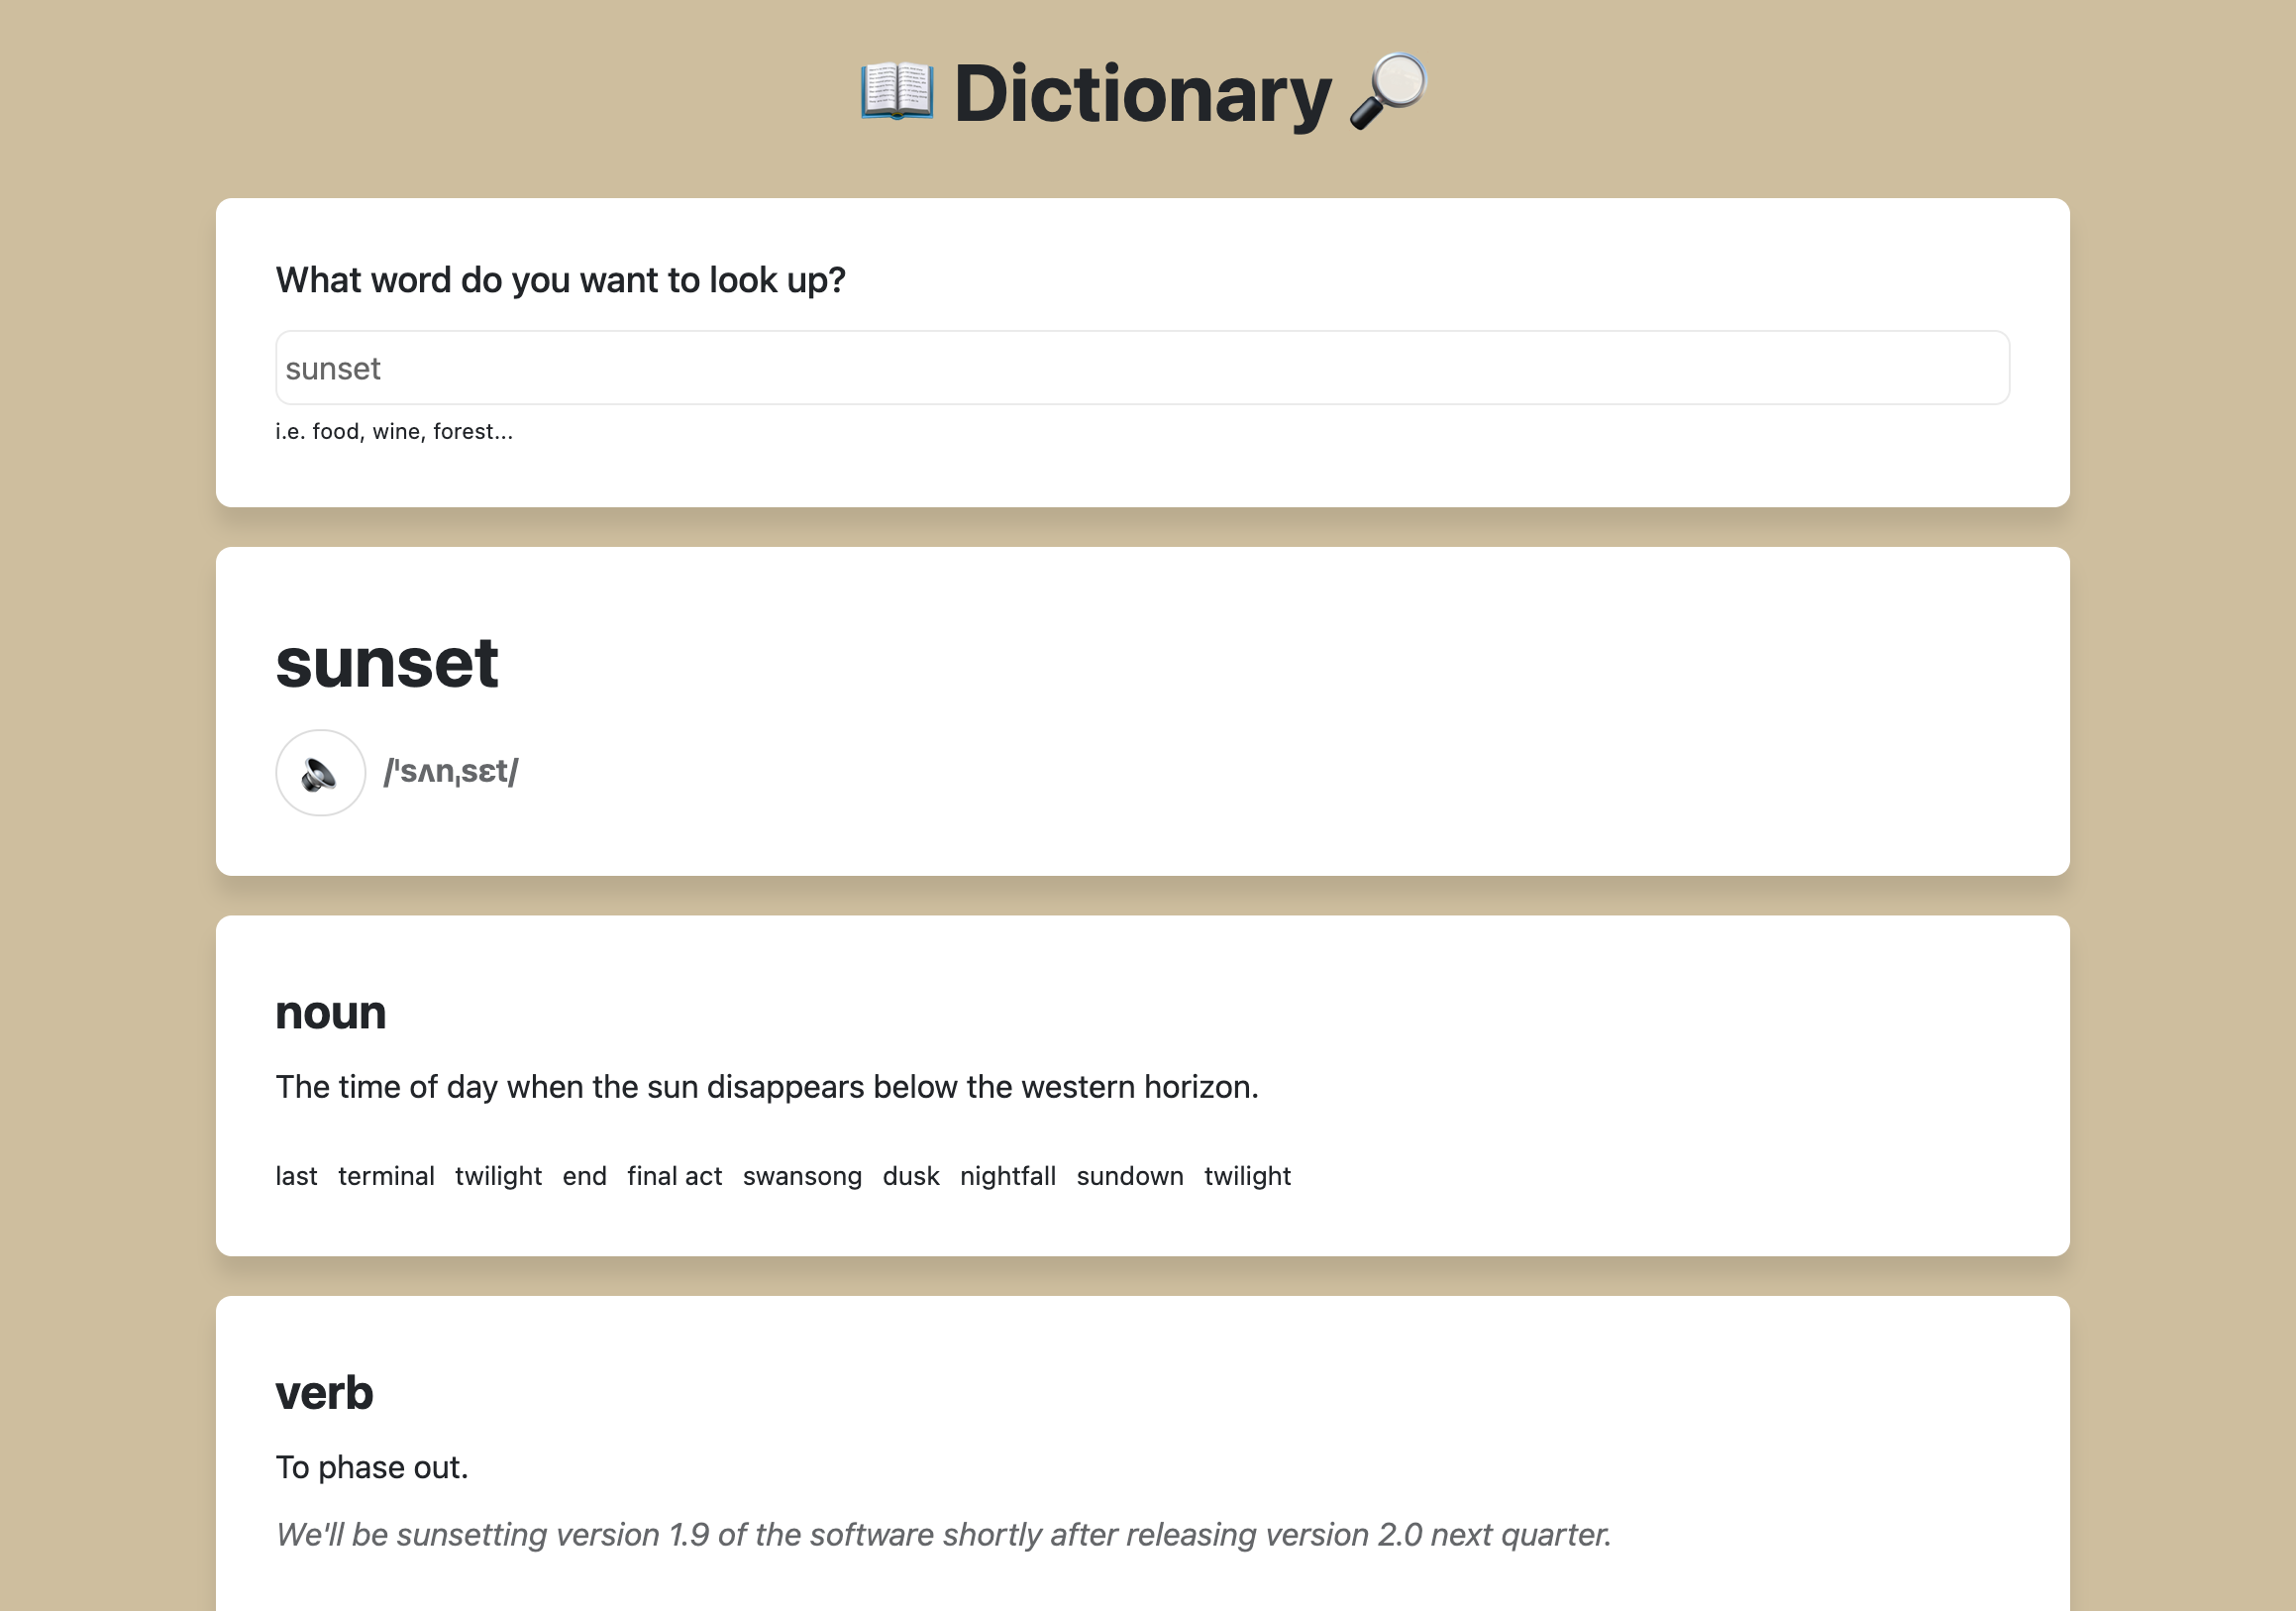 Dictionary
What word do you want to look up?
sunset
i.e. food, wine, forest...
sunset
/ˈsʌnˌsɛt/
noun
The time of day when the sun disappears below the western horizon.
last terminal twilight end final act swansong dusk nightfall sundown twilight
verb
To phase out.
We'll be sunsetting version 1.9 of the software shortly after releasing version 2.0 next quarter.